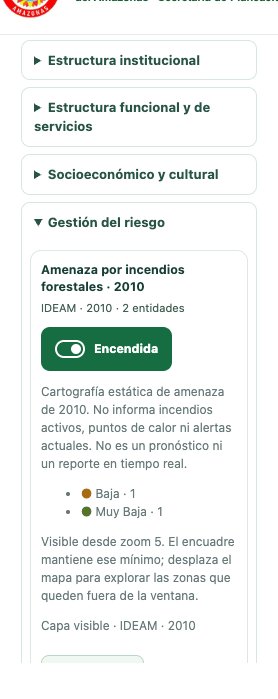 AMAZONAS
▶ Estructura institucional
▶ Estructura funcional y de
servicios
▶ Socioeconómico y cultural
▼ Gestión del riesgo
Amenaza por incendios
forestales · 2010
IDEAM · 2010 · 2 entidades
Encendida
Cartografía estática de amenaza
de 2010. No informa incendios
activos, puntos de calor ni alertas
actuales. No es un pronóstico ni
un reporte en tiempo real.
• Baja · 1
• Muy Baja · 1
Visible desde zoom 5. El encuadre
mantiene ese mínimo; desplaza el
mapa para explorar las zonas que
queden fuera de la ventana.
Capa visible · IDEAM · 2010